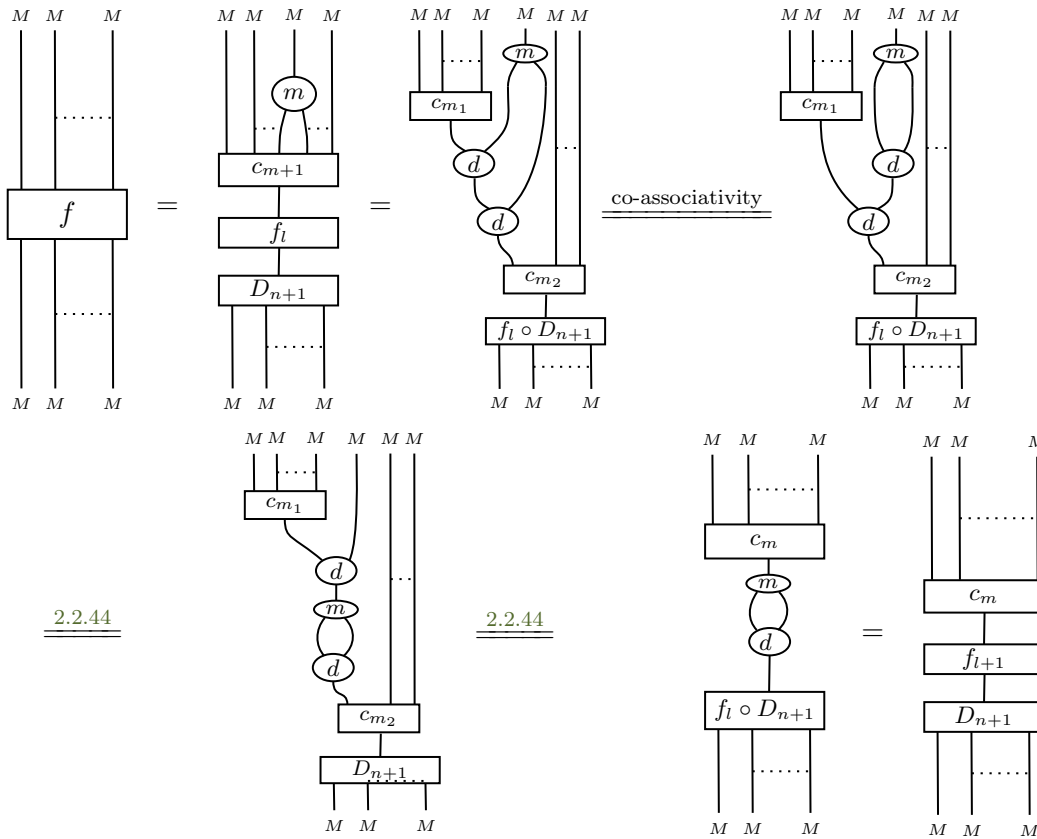 M M M M M M M M M M M M M M M M M M M
m m m
c_{m_1} c_{m_1}
c_{m+1} d d
f = = co-associativity
f_l d d
D_{n+1} c_{m_2} c_{m_2}
f_l ∘ D_{n+1} f_l ∘ D_{n+1}
M M M M M M M M M M M M
M M M M M M M M M M M M
c_{m_1}
c_m
d m c_m
2.2.44 m 2.2.44 d =
d f_{l+1}
c_{m_2} f_l ∘ D_{n+1} D_{n+1}
D_{n+1}
M M M M M M M M M